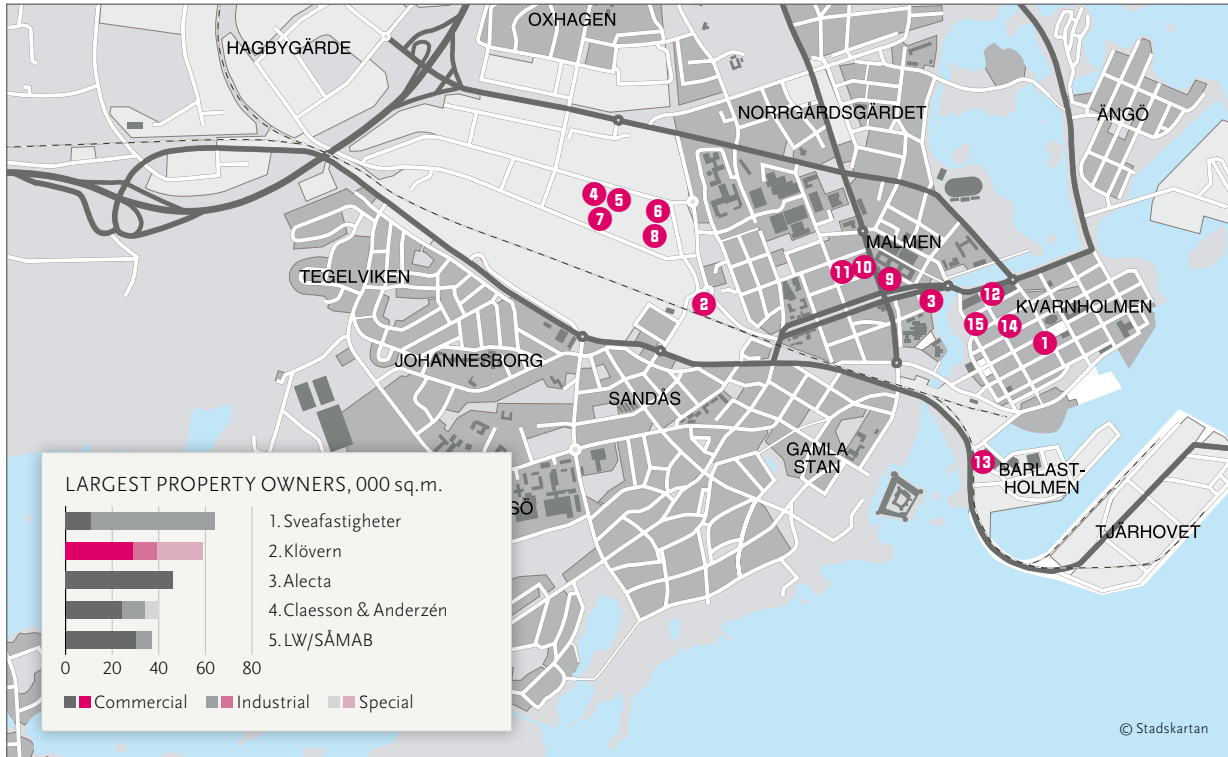 OXHAGEN
HAGBYGÄRDE
NORRGÅRDSGÄRDET
ÄNGÖ
4
5
6
7
8
MALMEN
TEGELVIKEN
11
10
9
2
3
12
KVARNHOLMEN
15
14
1
JOHANNESBORG
SANDÅS
GAMLA
STAN
13
BARLAST-
HOLMEN
SÖ
TJÄRHOVET
LARGEST PROPERTY OWNERS, 000 sq.m.
1. Sveafastigheter
2. Klövern
3. Alecta
4. Claesson & Anderzén
5. LW/SÅMAB
0 20 40 60 80
Commercial Industrial Special
© Stadskartan